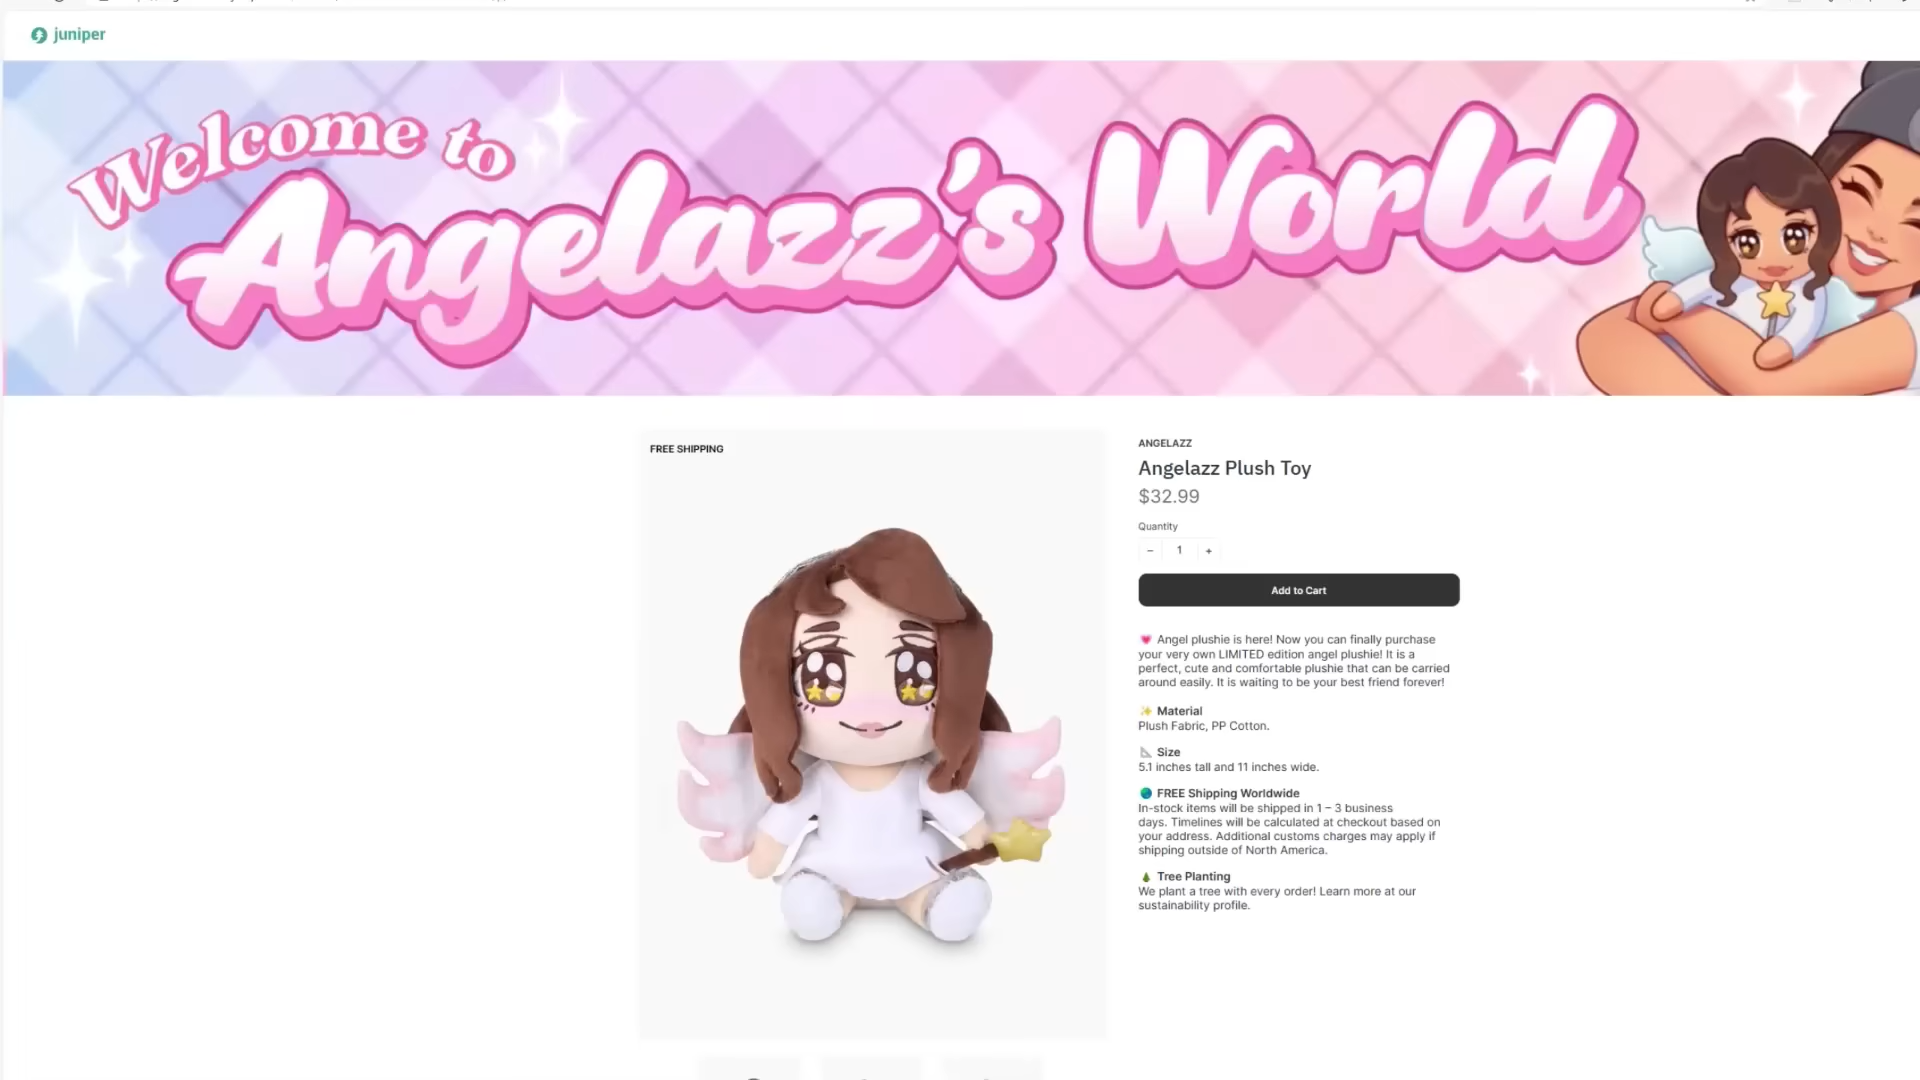 juniper
Welcome to
Angelazz's World
FREE SHIPPING
ANGELAZZ
Angelazz Plush Toy
$32.99
Quantity
− 1 +
Add to Cart
💗 Angel plushie is here! Now you can finally purchase
your very own LIMITED edition angel plushie! It is a
perfect, cute and comfortable plushie that can be carried
around easily. It is waiting to be your best friend forever!
✨ Material
Plush Fabric, PP Cotton.
📐 Size
5.1 inches tall and 11 inches wide.
🌎 FREE Shipping Worldwide
In-stock items will be shipped in 1 – 3 business
days. Timelines will be calculated at checkout based on
your address. Additional customs charges may apply if
shipping outside of North America.
🌲 Tree Planting
We plant a tree with every order! Learn more at our
sustainability profile.